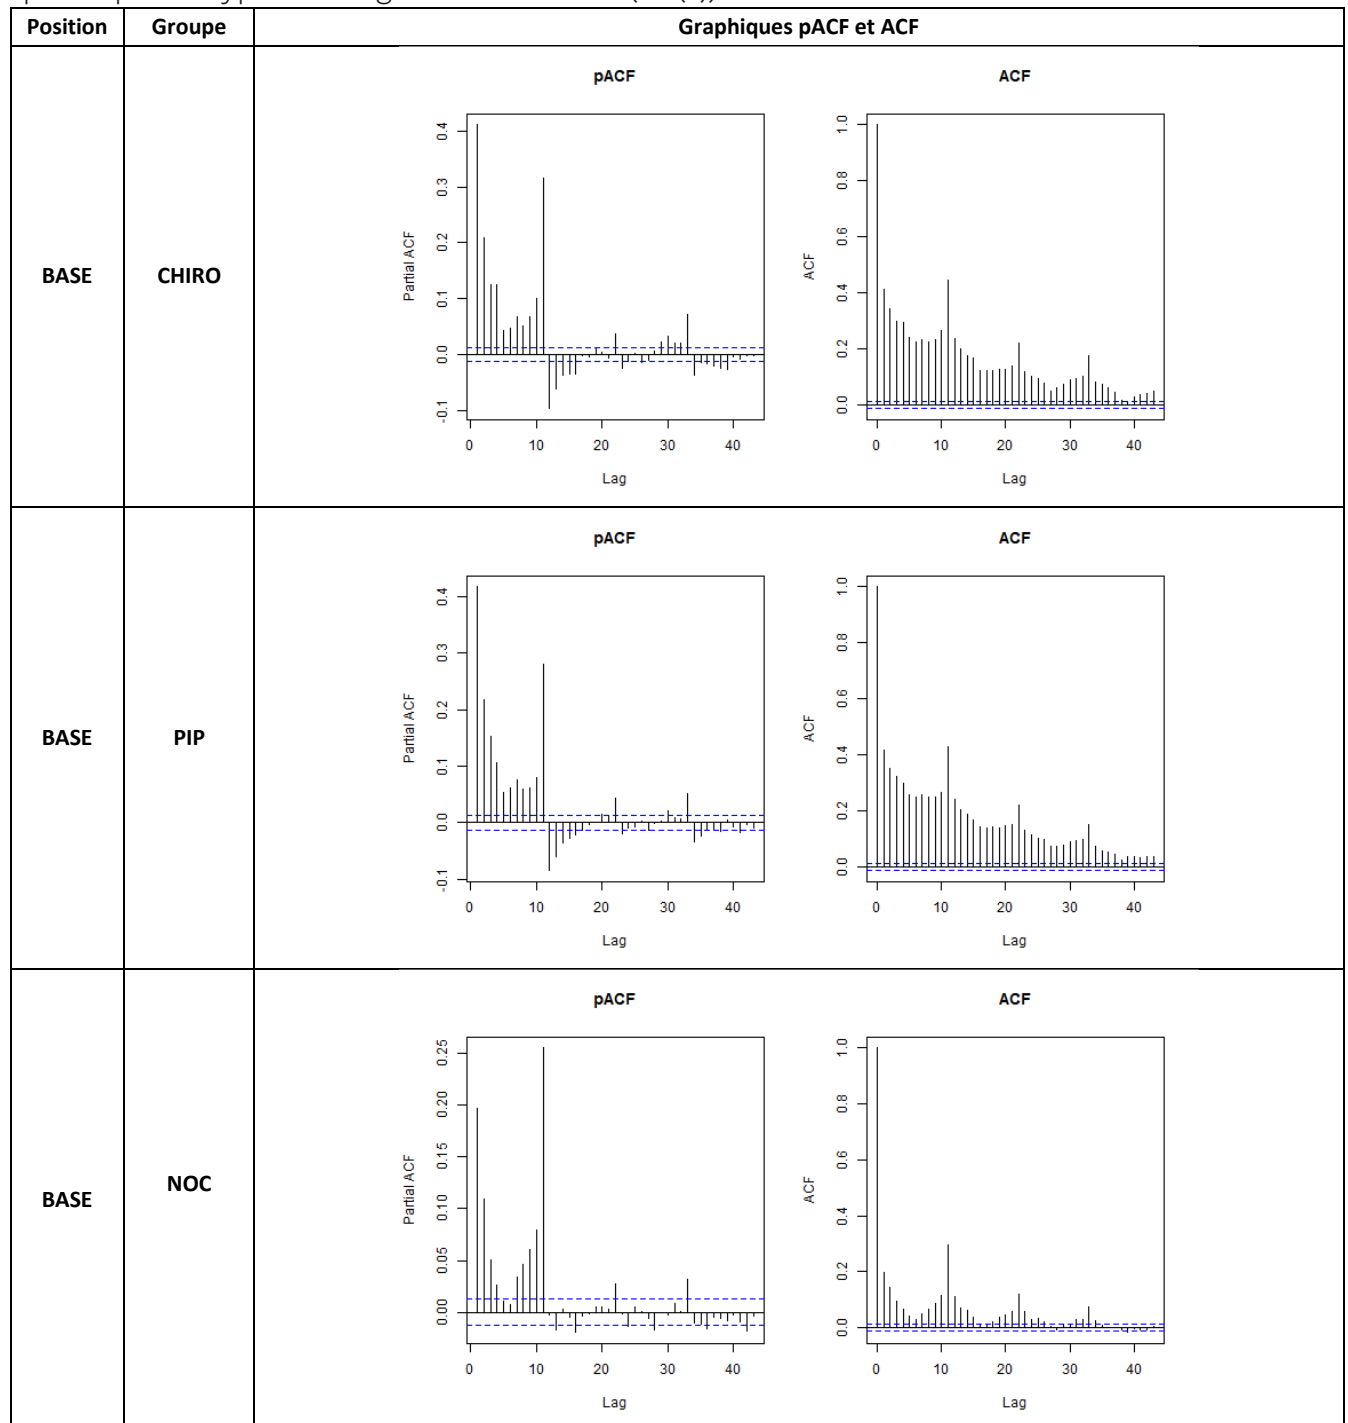 Position Groupe Graphiques pACF et ACF
BASE CHIRO
pACF
Partial ACF
-0.1 0.0 0.1 0.2 0.3 0.4
0 10 20 30 40
Lag
ACF
ACF
0.0 0.2 0.4 0.6 0.8 1.0
0 10 20 30 40
Lag
BASE PIP
pACF
Partial ACF
-0.1 0.0 0.1 0.2 0.3 0.4
0 10 20 30 40
Lag
ACF
ACF
0.0 0.2 0.4 0.6 0.8 1.0
0 10 20 30 40
Lag
BASE NOC
pACF
Partial ACF
0.00 0.05 0.10 0.15 0.20 0.25
0 10 20 30 40
Lag
ACF
ACF
0.0 0.2 0.4 0.6 0.8 1.0
0 10 20 30 40
Lag